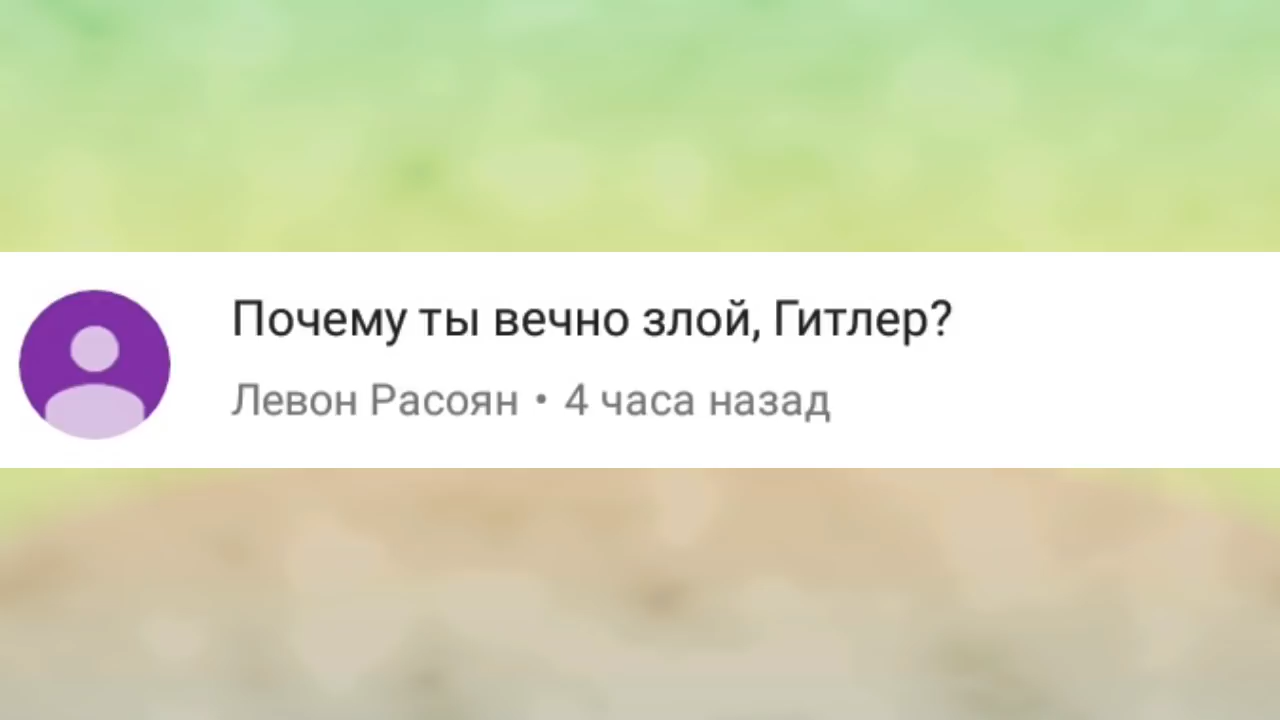 Почему ты вечно злой, Гитлер?
Левон Расоян • 4 часа назад